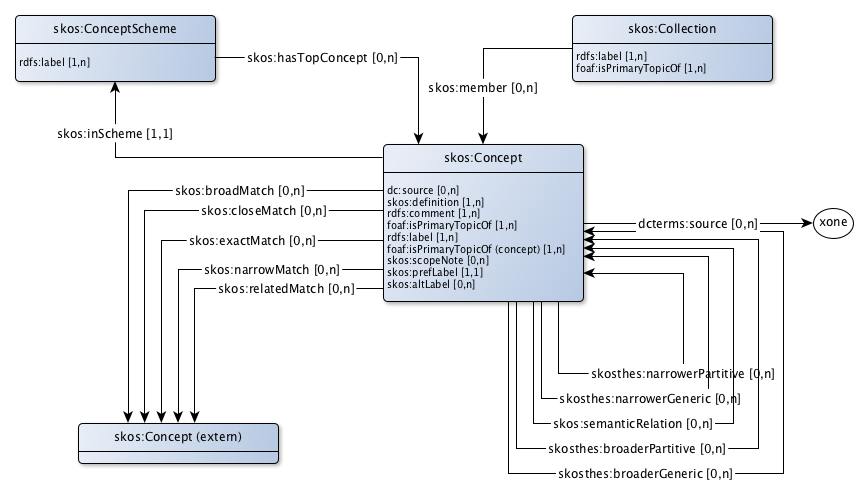 skos:ConceptScheme
rdfs:label [1,n]
skos:Collection
rdfs:label [1,n]
foaf:isPrimaryTopicOf [1,n]
skos:hasTopConcept [0,n]
skos:member [0,n]
skos:inScheme [1,1]
skos:Concept
dc:source [0,n]
skos:definition [1,n]
rdfs:comment [1,n]
foaf:isPrimaryTopicOf [1,n]
rdfs:label [1,n]
foaf:isPrimaryTopicOf (concept) [1,n]
skos:scopeNote [0,n]
skos:prefLabel [1,1]
skos:altLabel [0,n]
skos:broadMatch [0,n]
skos:closeMatch [0,n]
skos:exactMatch [0,n]
skos:narrowMatch [0,n]
skos:relatedMatch [0,n]
dcterms:source [0,n]
xone
skosthes:narrowerPartitive [0,n]
skosthes:narrowerGeneric [0,n]
skos:semanticRelation [0,n]
skosthes:broaderPartitive [0,n]
skosthes:broaderGeneric [0,n]
skos:Concept (extern)